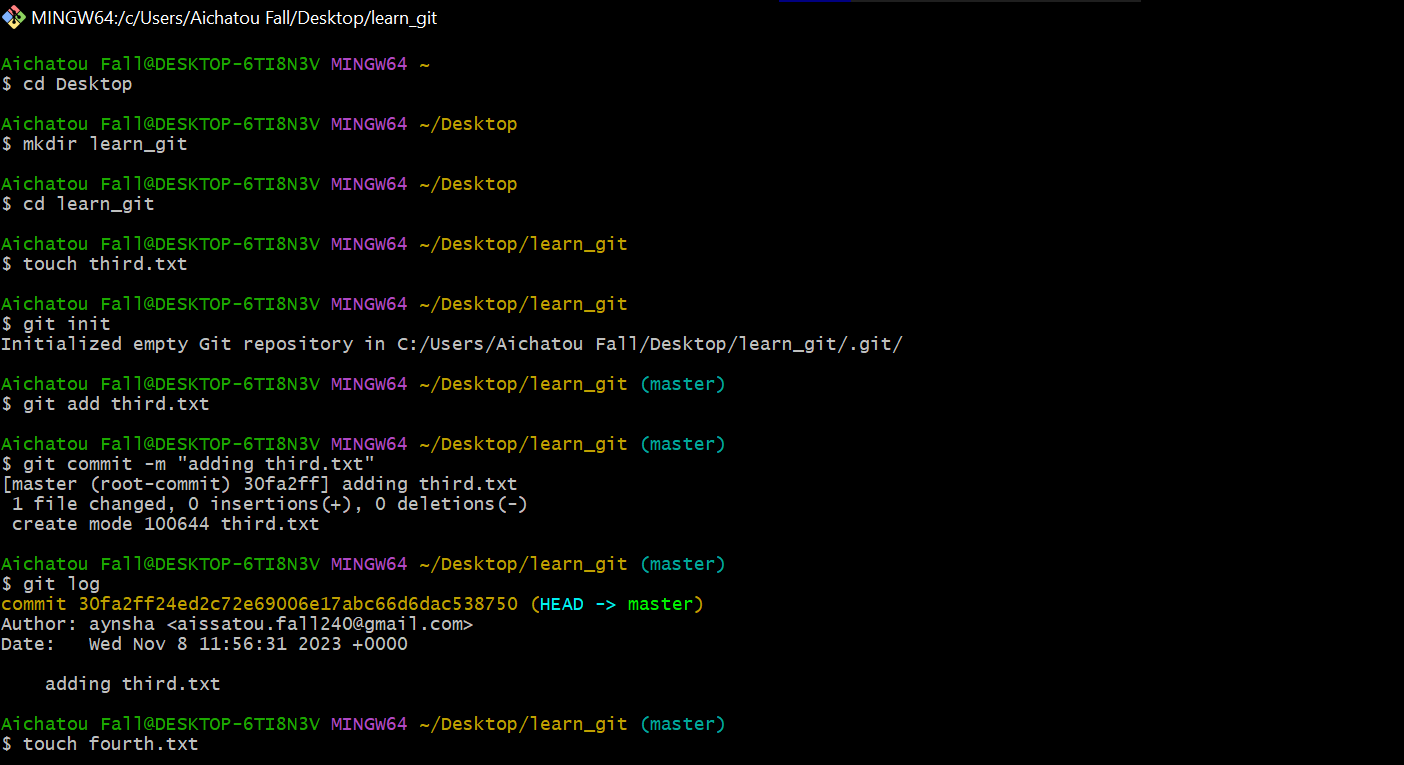 MINGW64:/c/Users/Aichatou Fall/Desktop/learn_git
Aichatou Fall@DESKTOP-6TI8N3V MINGW64 ~
$ cd Desktop
Aichatou Fall@DESKTOP-6TI8N3V MINGW64 ~/Desktop
$ mkdir learn_git
Aichatou Fall@DESKTOP-6TI8N3V MINGW64 ~/Desktop
$ cd learn_git
Aichatou Fall@DESKTOP-6TI8N3V MINGW64 ~/Desktop/learn_git
$ touch third.txt
Aichatou Fall@DESKTOP-6TI8N3V MINGW64 ~/Desktop/learn_git
$ git init
Initialized empty Git repository in C:/Users/Aichatou Fall/Desktop/learn_git/.git/
Aichatou Fall@DESKTOP-6TI8N3V MINGW64 ~/Desktop/learn_git (master)
$ git add third.txt
Aichatou Fall@DESKTOP-6TI8N3V MINGW64 ~/Desktop/learn_git (master)
$ git commit -m "adding third.txt"
[master (root-commit) 30fa2ff] adding third.txt
 1 file changed, 0 insertions(+), 0 deletions(-)
 create mode 100644 third.txt
Aichatou Fall@DESKTOP-6TI8N3V MINGW64 ~/Desktop/learn_git (master)
$ git log
commit 30fa2ff24ed2c72e69006e17abc66d6dac538750 (HEAD -> master)
Author: aynsha <aissatou.fall240@gmail.com>
Date:   Wed Nov 8 11:56:31 2023 +0000
    adding third.txt
Aichatou Fall@DESKTOP-6TI8N3V MINGW64 ~/Desktop/learn_git (master)
$ touch fourth.txt